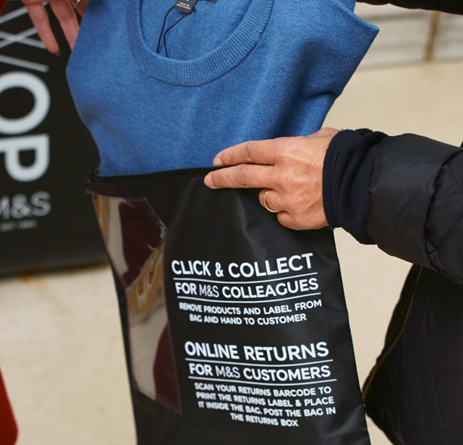 OP
M&S
CLICK & COLLECT
FOR M&S COLLEAGUES
REMOVE PRODUCTS AND LABEL FROM
BAG AND HAND TO CUSTOMER
ONLINE RETURNS
FOR M&S CUSTOMERS
SCAN YOUR RETURNS BARCODE TO
PRINT THE RETURNS LABEL & PLACE
IT INSIDE THE BAG. POST THE BAG IN
THE RETURNS BOX